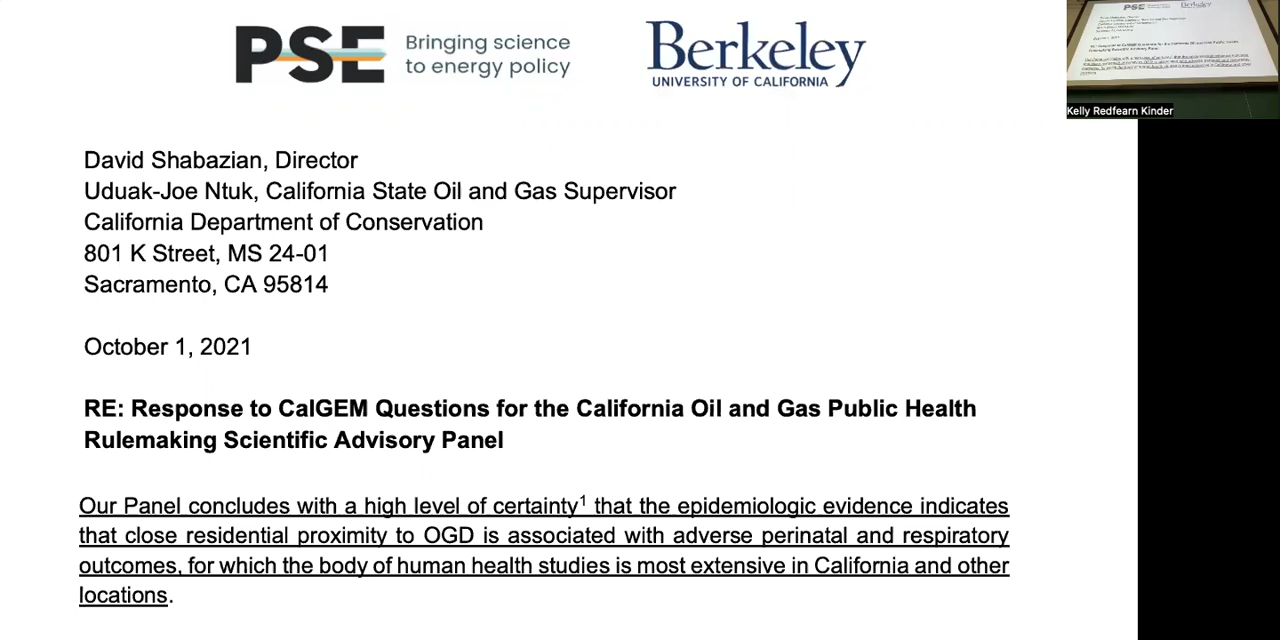 PSE Bringing science
to energy policy
Berkeley
UNIVERSITY OF CALIFORNIA
Kelly Redfearn Kinder
David Shabazian, Director
Uduak-Joe Ntuk, California State Oil and Gas Supervisor
California Department of Conservation
801 K Street, MS 24-01
Sacramento, CA 95814
October 1, 2021
RE: Response to CalGEM Questions for the California Oil and Gas Public Health
Rulemaking Scientific Advisory Panel
Our Panel concludes with a high level of certainty1 that the epidemiologic evidence indicates
that close residential proximity to OGD is associated with adverse perinatal and respiratory
outcomes, for which the body of human health studies is most extensive in California and other
locations.